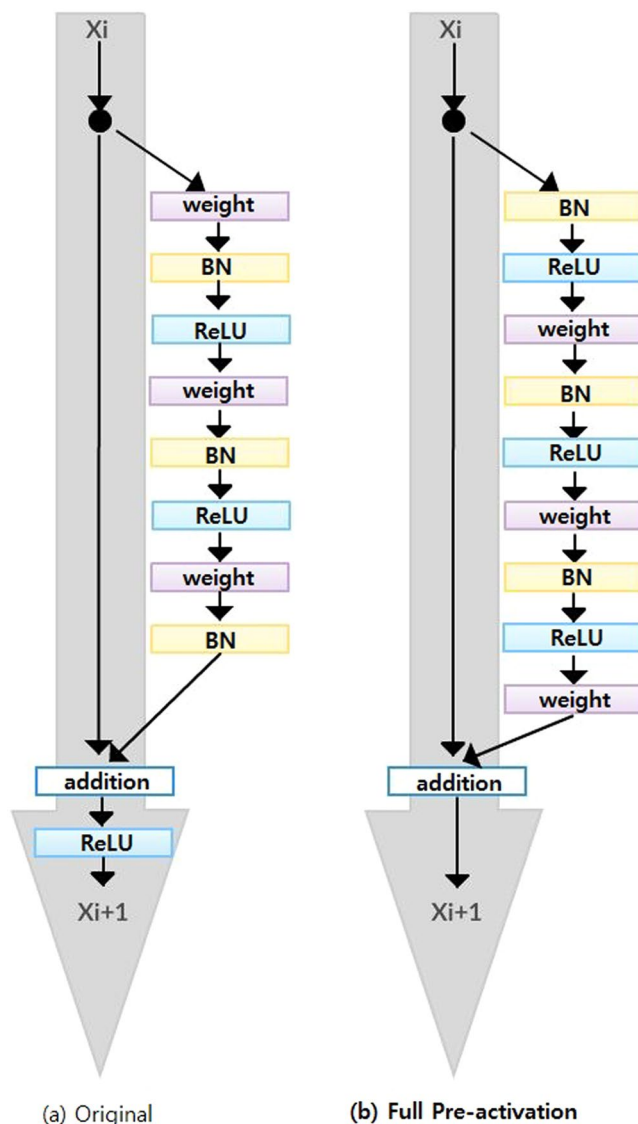 Xi
weight
BN
ReLU
weight
BN
ReLU
weight
BN
addition
ReLU
Xi+1
(a) Original
Xi
BN
ReLU
weight
BN
ReLU
weight
BN
ReLU
weight
addition
Xi+1
(b) Full Pre-activation